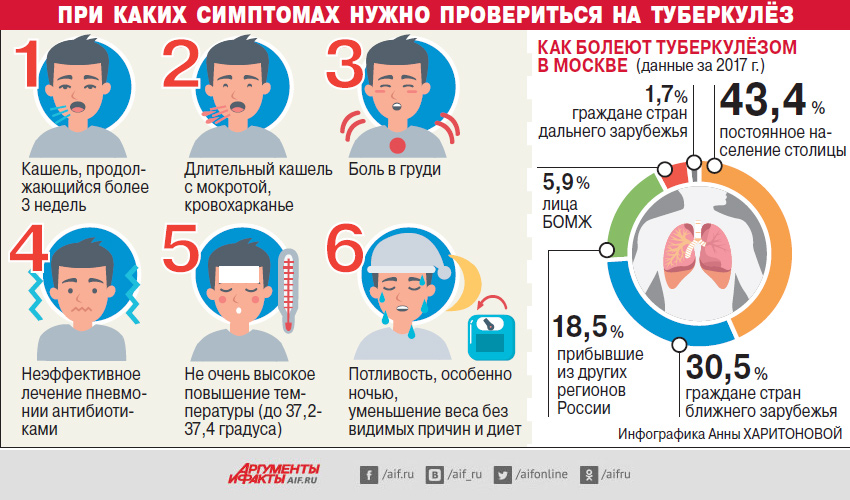 ПРИ КАКИХ СИМПТОМАХ НУЖНО ПРОВЕРИТЬСЯ НА ТУБЕРКУЛЁЗ
1
Кашель, продол-
жающийся более
3 недель
2
Длительный кашель
с мокротой,
кровохарканье
3
Боль в груди
4
Неэффективное
лечение пневмо-
нии антибиоти-
ками
5
Не очень высокое
повышение тем-
пературы (до 37,2-
37,4 градуса)
6
Потливость, особенно
ночью,
уменьшение веса без
видимых причин и диет
КАК БОЛЕЮТ ТУБЕРКУЛЁЗОМ
В МОСКВЕ (данные за 2017 г.)
1,7%
граждане стран
дальнего зарубежья
43,4 %
постоянное на-
селение столицы
5,9 %
лица
БОМЖ
18,5 %
прибывшие
из других
регионов
России
30,5 %
граждане стран
ближнего зарубежья
Инфографика Анны ХАРИТОНОВОЙ
АРГУМЕНТЫ
И ФАКТЫ AIF.RU
/aif.ru
/aif_ru
/aifonline
/aifru